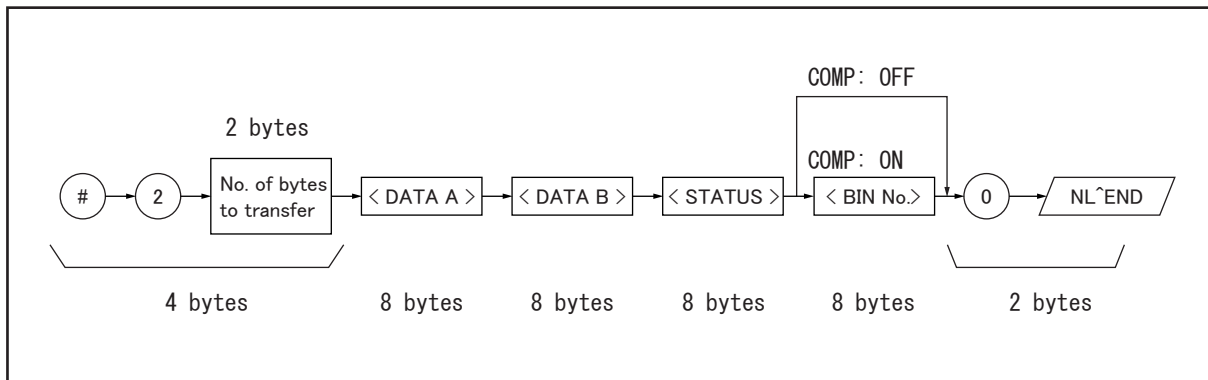 COMP: OFF
2 bytes
COMP: ON
# 2 No. of bytes to transfer < DATA A > < DATA B > < STATUS > < BIN No.> 0 NL^END
4 bytes 8 bytes 8 bytes 8 bytes 8 bytes 2 bytes